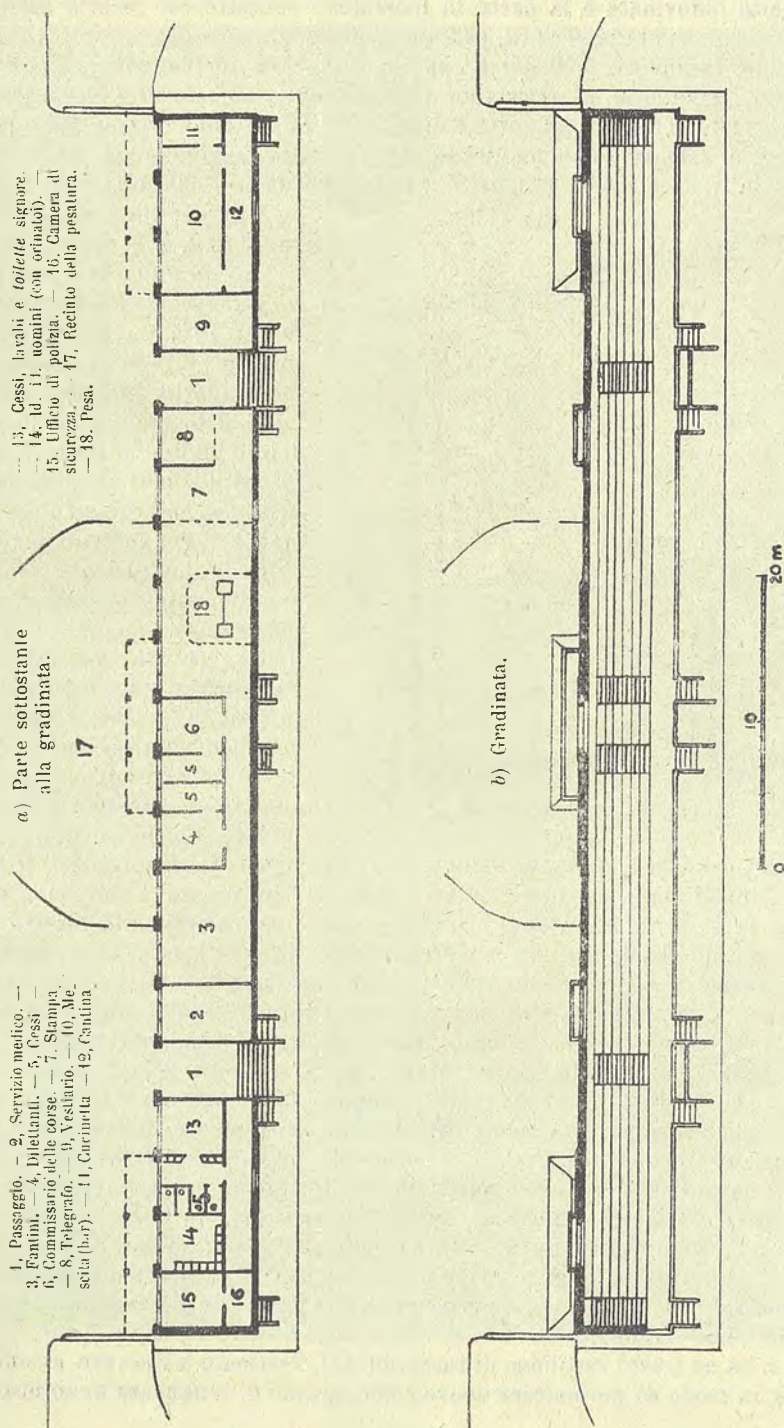 1, Passaggio. — 2, Servizio medico. —
3, Fantini. — 4, Dilettanti. — 5, Cessi —
6, Commissario delle corse. — 7. Stampa.
— 8, Telegrafo. — 9, Vestiario. — 10, Me-
scita (bar). — 11, Cucinetta — 12, Cantina
— 13, Cessi, lavabi e toilette signore.
— 14. Id. id. uomini (con orinatoi). —
15. Ufficio di polizia. — 16. Camera di
sicurezza. — 17, Recinto della pesatura.
— 18. Pesa.
a) Parte sottostante
alla gradinata.
17
15
16
14
5
13
1
2
3
4
5
5
6
18
7
8
1
9
10
11
12
b) Gradinata.
0 10 20 m